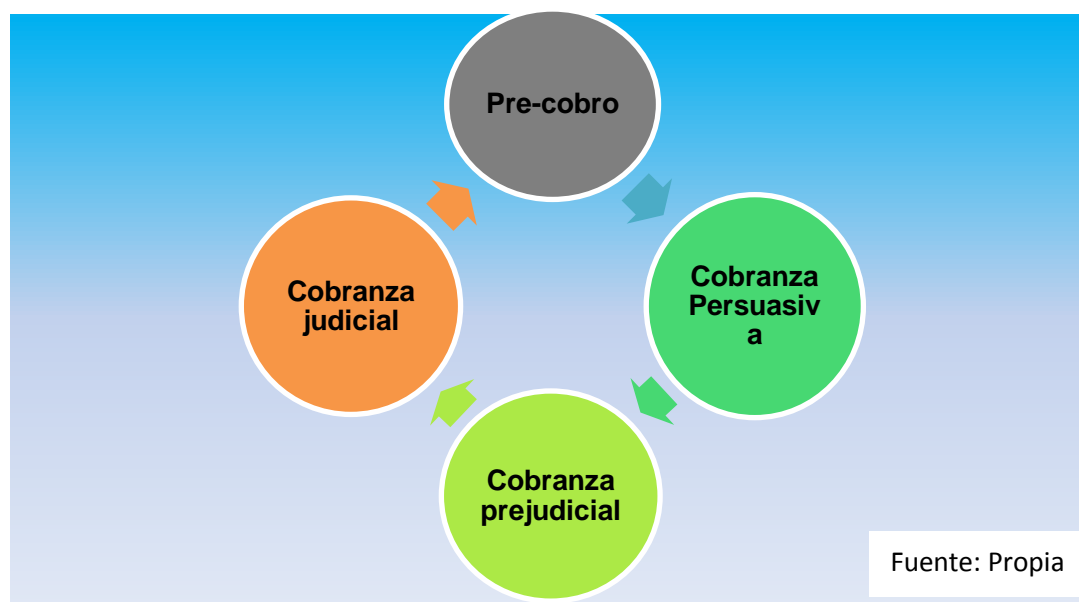 Pre-cobro
Cobranza
Persuasiv
a
Cobranza
prejudicial
Cobranza
judicial
Fuente: Propia